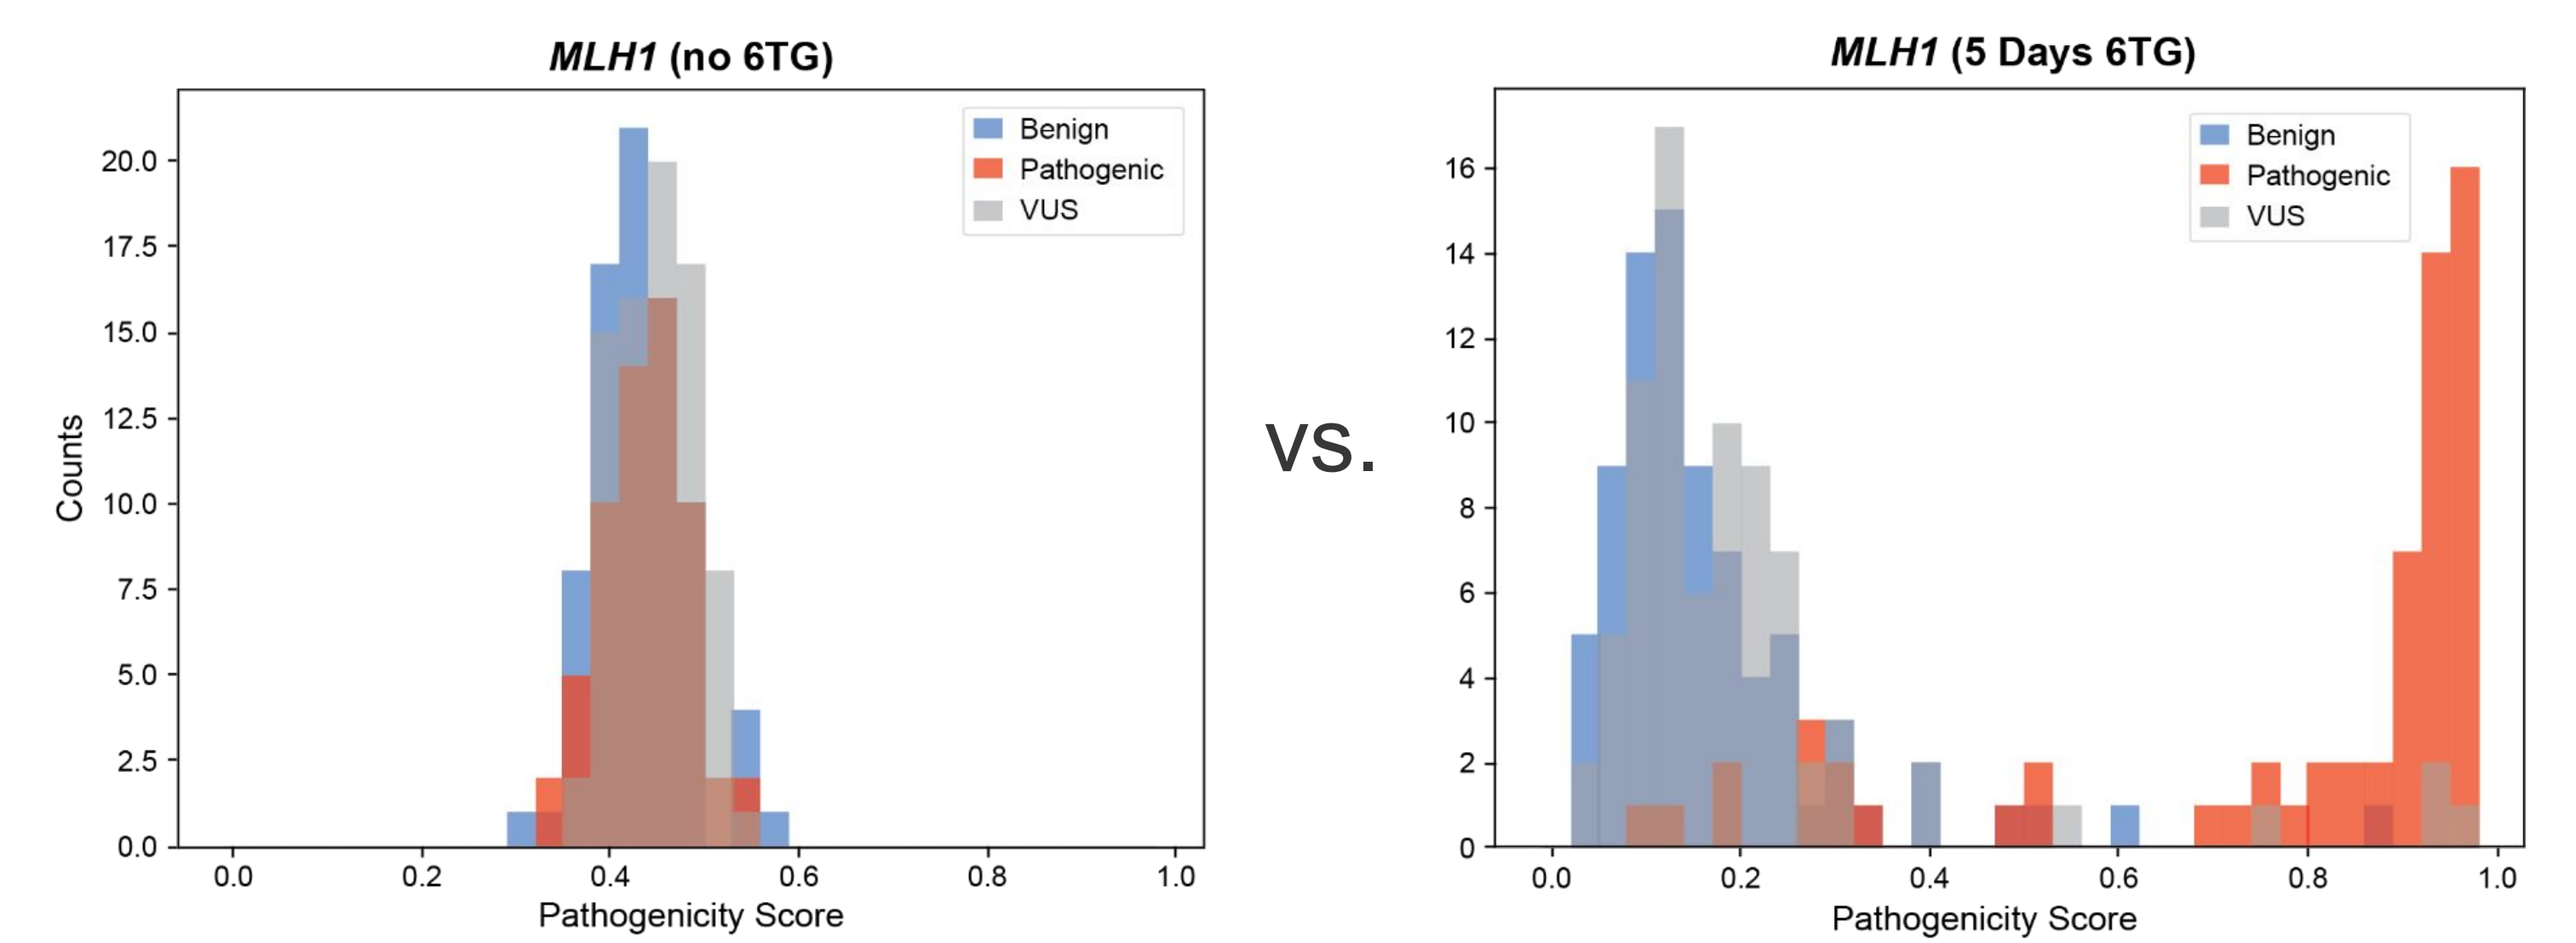 MLH1 (no 6TG)
Benign
Pathogenic
VUS
20.0
17.5
15.0
12.5
10.0
7.5
5.0
2.5
0.0
Counts
0.0 0.2 0.4 0.6 0.8 1.0
Pathogenicity Score
vs.
MLH1 (5 Days 6TG)
Benign
Pathogenic
VUS
16
14
12
10
8
6
4
2
0
0.0 0.2 0.4 0.6 0.8 1.0
Pathogenicity Score